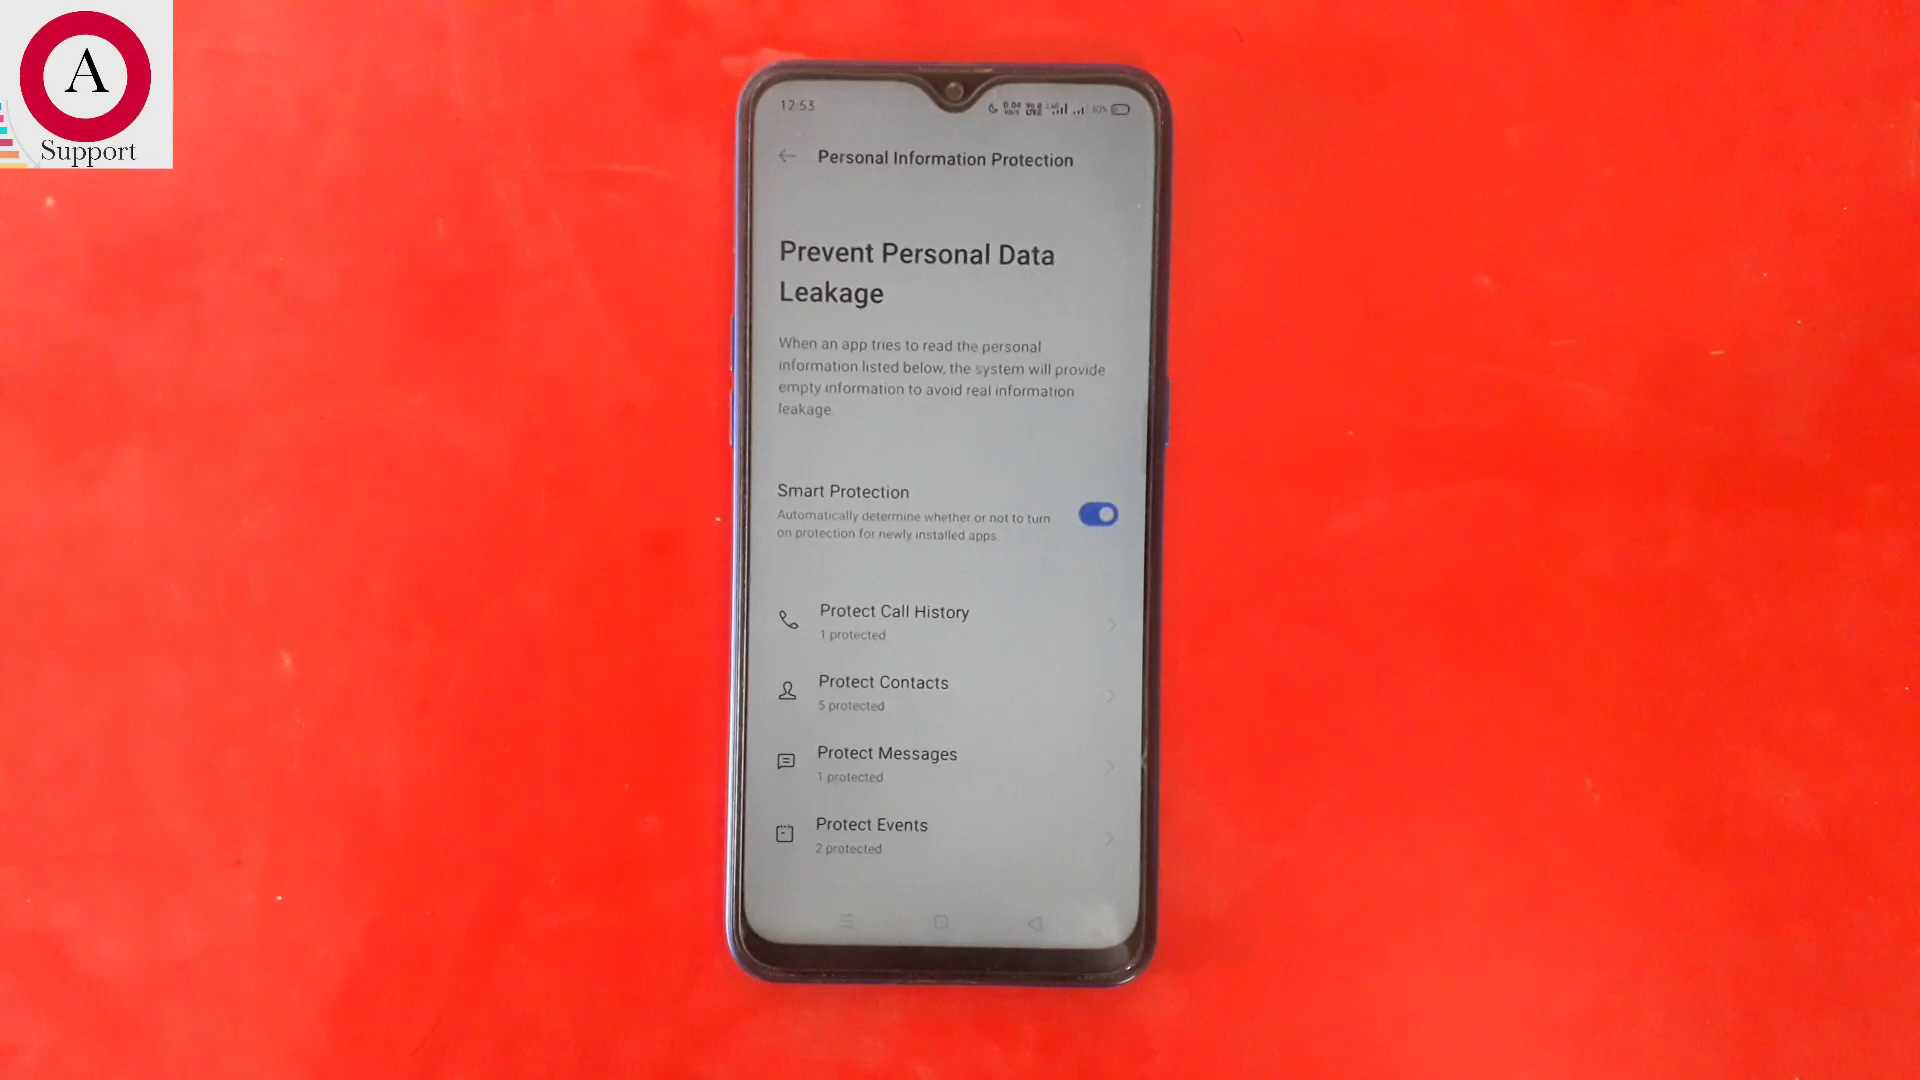 A
Support
12:53
80%
Personal Information Protection
Prevent Personal Data
Leakage
When an app tries to read the personal
information listed below, the system will provide
empty information to avoid real information
leakage.
Smart Protection
Automatically determine whether or not to turn
on protection for newly installed apps.
Protect Call History
1 protected
Protect Contacts
5 protected
Protect Messages
1 protected
Protect Events
2 protected